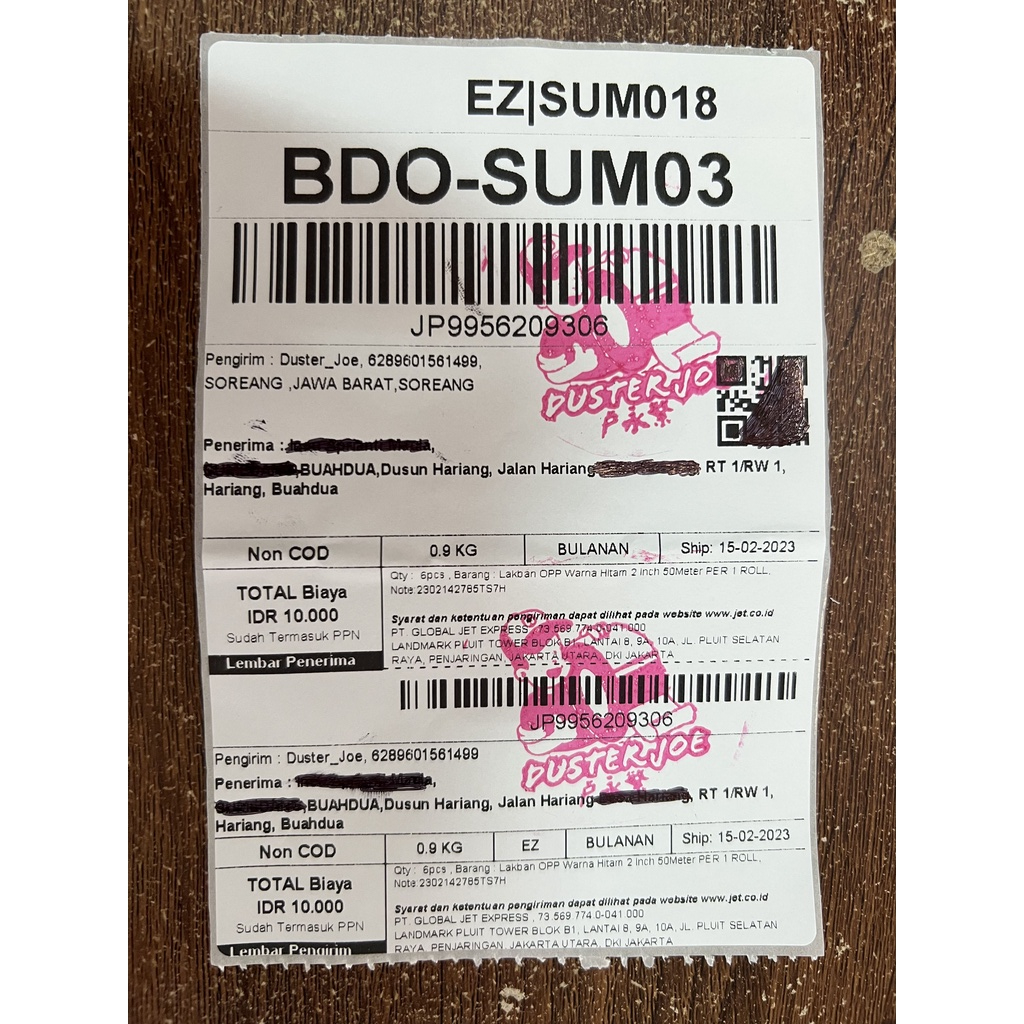 EZ|SUM018
BDO-SUM03
JP9956209306
Pengirim : Duster_Joe, 6289601561499,
SOREANG ,JAWA BARAT,SOREANG
DUSTERJO
户永繁
Penerima :
,BUAHDUA,Dusun Hariang, Jalan Hariang RT 1/RW 1,
Hariang, Buahdua
Non COD 0.9 KG BULANAN Ship: 15-02-2023
TOTAL Biaya
IDR 10.000
Sudah Termasuk PPN
Lembar Penerima
Qty : 6pcs , Barang : Lakban OPP Warna Hitam 2 inch 50Meter PER 1 ROLL,
Note:2302142785TS7H
Syarat dan ketentuan pengiriman dapat dilihat pada website www.jet.co.id
PT. GLOBAL JET EXPRESS , 73 569 774 0-041 000
LANDMARK PLUIT TOWER BLOK B1, LANTAI 8, 9A, 10A, JL. PLUIT SELATAN
RAYA, PENJARINGAN, JAKARTA UTARA, DKI JAKARTA
JP9956209306
DUSTERJOE
Pengirim : Duster_Joe, 6289601561499
Penerima :
,BUAHDUA,Dusun Hariang, Jalan Hariang RT 1/RW 1,
Hariang, Buahdua
Non COD 0.9 KG EZ BULANAN Ship: 15-02-2023
TOTAL Biaya
IDR 10.000
Sudah Termasuk PPN
Lembar Pengirim
Qty : 6pcs , Barang : Lakban OPP Warna Hitam 2 inch 50Meter PER 1 ROLL,
Note:2302142785TS7H
Syarat dan ketentuan pengiriman dapat dilihat pada website www.jet.co.id
PT. GLOBAL JET EXPRESS , 73 569 774 0-041 000
LANDMARK PLUIT TOWER BLOK B1, LANTAI 8, 9A, 10A, JL. PLUIT SELATAN
RAYA, PENJARINGAN, JAKARTA UTARA, DKI JAKARTA